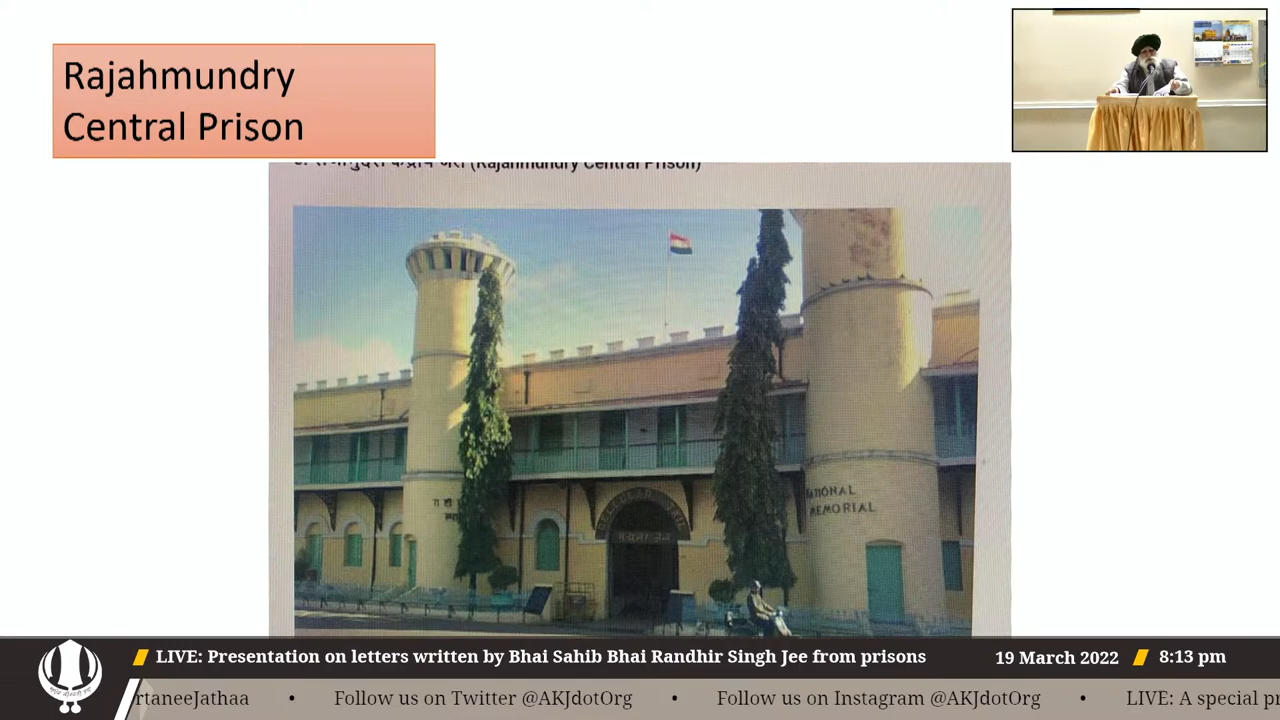 Rajahmundry
Central Prison
(Rajahmundry Central Prison)
NATIONAL
MEMORIAL
LIVE: Presentation on letters written by Bhai Sahib Bhai Randhir Singh Jee from prisons
19 March 2022
8:13 pm
rtaneeJathaa • Follow us on Twitter @AKJdotOrg • Follow us on Instagram @AKJdotOrg • LIVE: A special pr